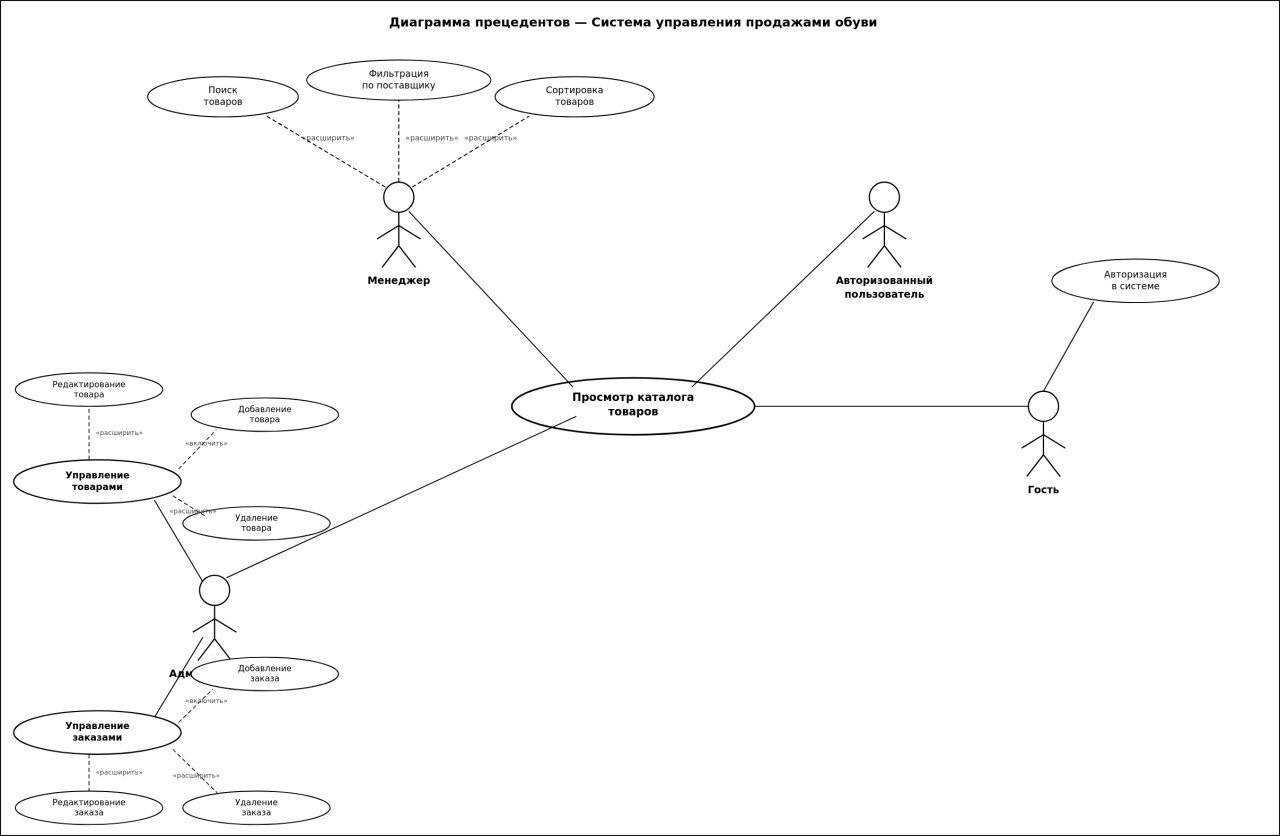 Диаграмма прецедентов — Система управления продажами обуви
Поиск
товаров
Фильтрация
по поставщику
Сортировка
товаров
«расширить»
«расширить»
«расширить»
Менеджер
Авторизованный
пользователь
Авторизация
в системе
Просмотр каталога
товаров
Гость
Редактирование
товара
Добавление
товара
«расширить»
«включить»
Управление
товарами
«расширить»
Удаление
товара
Адм
Добавление
заказа
«включить»
Управление
заказами
«расширить»
«расширить»
Редактирование
заказа
Удаление
заказа